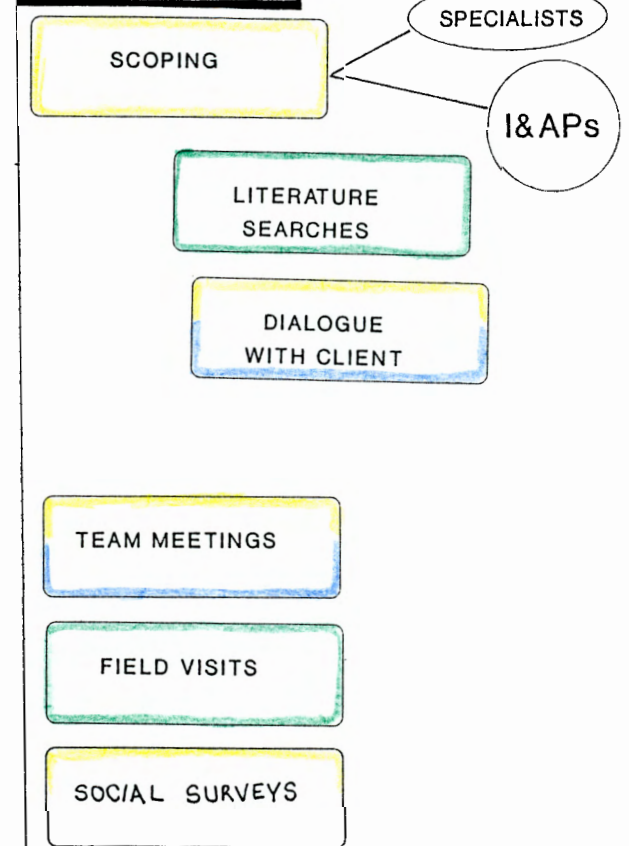 SPECIALISTS
SCOPING
I&APs
LITERATURE
SEARCHES
DIALOGUE
WITH CLIENT
TEAM MEETINGS
FIELD VISITS
SOCIAL SURVEYS